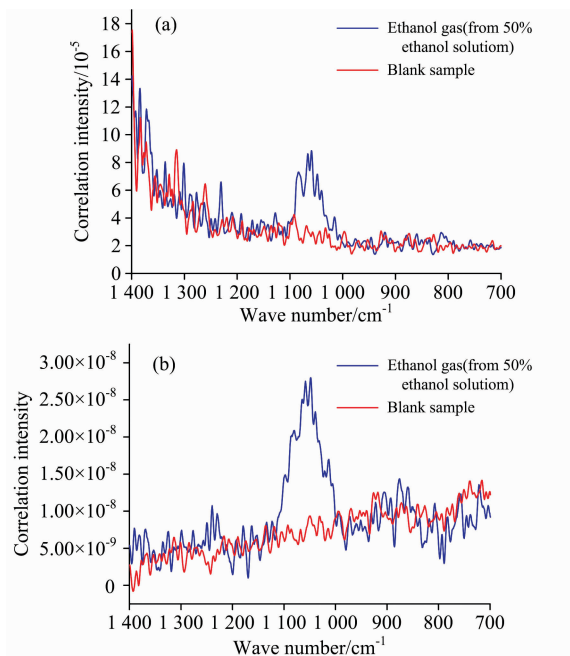 (a)
Ethanol gas(from 50%
ethanol solutiom)
Blank sample
Correlation intensity/10-5
18
16
14
12
10
8
6
4
2
0
1 400 1 300 1 200 1 100 1 000 900 800 700
Wave number/cm-1
(b)
Ethanol gas(from 50%
ethanol solutiom)
Blank sample
Correlation intensity
3.00×10-8
2.50×10-8
2.00×10-8
1.50×10-8
1.00×10-8
5.00×10-9
0
1 400 1 300 1 200 1 100 1 000 900 800 700
Wave number/cm-1